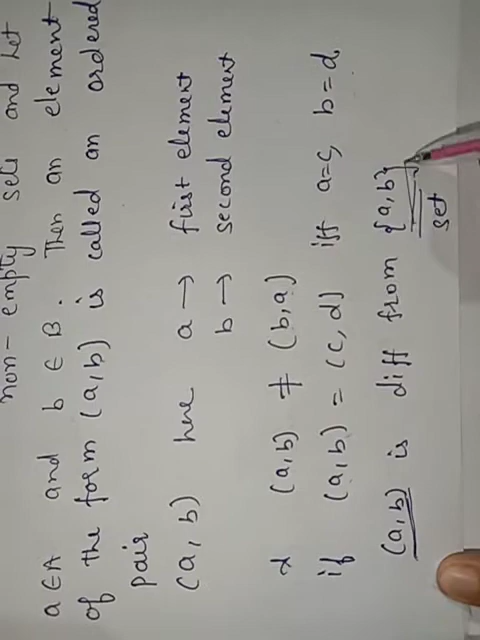 non-empty sets and let
a ∈ A and b ∈ B. Then an element
of the form (a,b) is called an ordered
pair
(a, b) here a → first element
b → second element
(a,b) ≠ (b,a)
if (a,b) = (c,d) iff a=c, b=d.
(a,b) is diff from {a,b}
set